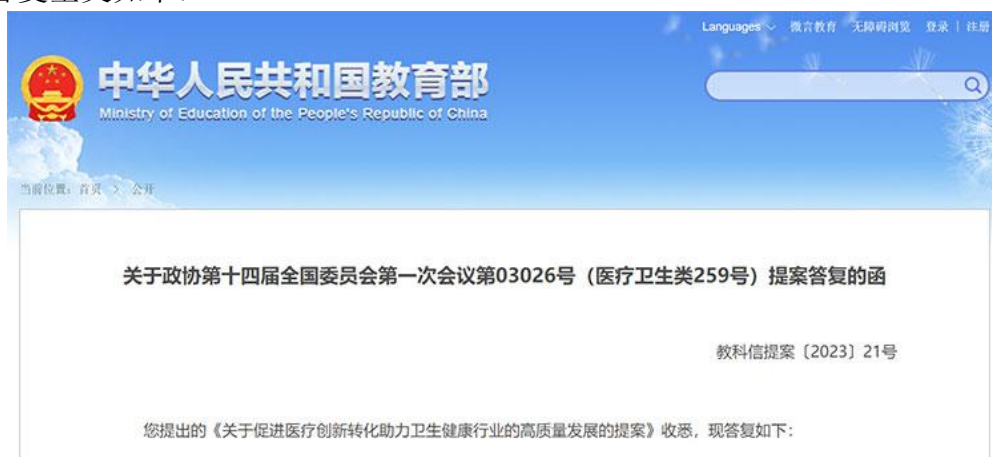 Languages 微言教育 无障碍浏览 登录 | 注册
中华人民共和国教育部
Ministry of Education of the People's Republic of China
当前位置: 首页 > 公开
关于政协第十四届全国委员会第一次会议第03026号（医疗卫生类259号）提案答复的函
教科信提案〔2023〕21号
您提出的《关于促进医疗创新转化助力卫生健康行业的高质量发展的提案》收悉，现答复如下：